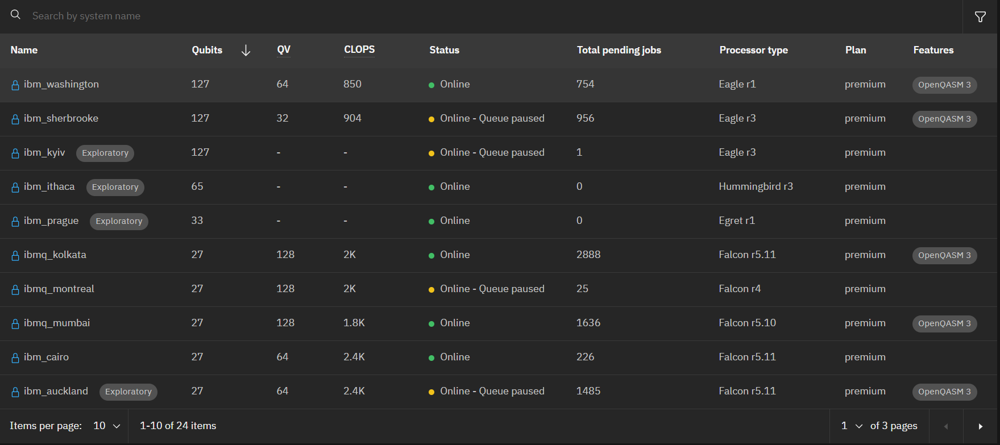 Search by system name
Name Qubits QV CLOPS Status Total pending jobs Processor type Plan Features
ibm_washington 127 64 850 Online 754 Eagle r1 premium OpenQASM 3
ibm_sherbrooke 127 32 904 Online - Queue paused 956 Eagle r3 premium OpenQASM 3
ibm_kyiv Exploratory 127 - - Online - Queue paused 1 Eagle r3 premium
ibm_ithaca Exploratory 65 - - Online 0 Hummingbird r3 premium
ibm_prague Exploratory 33 - - Online 0 Egret r1 premium
ibmq_kolkata 27 128 2K Online 2888 Falcon r5.11 premium OpenQASM 3
ibmq_montreal 27 128 2K Online - Queue paused 25 Falcon r4 premium
ibmq_mumbai 27 128 1.8K Online 1636 Falcon r5.10 premium OpenQASM 3
ibm_cairo 27 64 2.4K Online 226 Falcon r5.11 premium
ibm_auckland Exploratory 27 64 2.4K Online - Queue paused 1485 Falcon r5.11 premium OpenQASM 3
Items per page: 10 1-10 of 24 items 1 of 3 pages